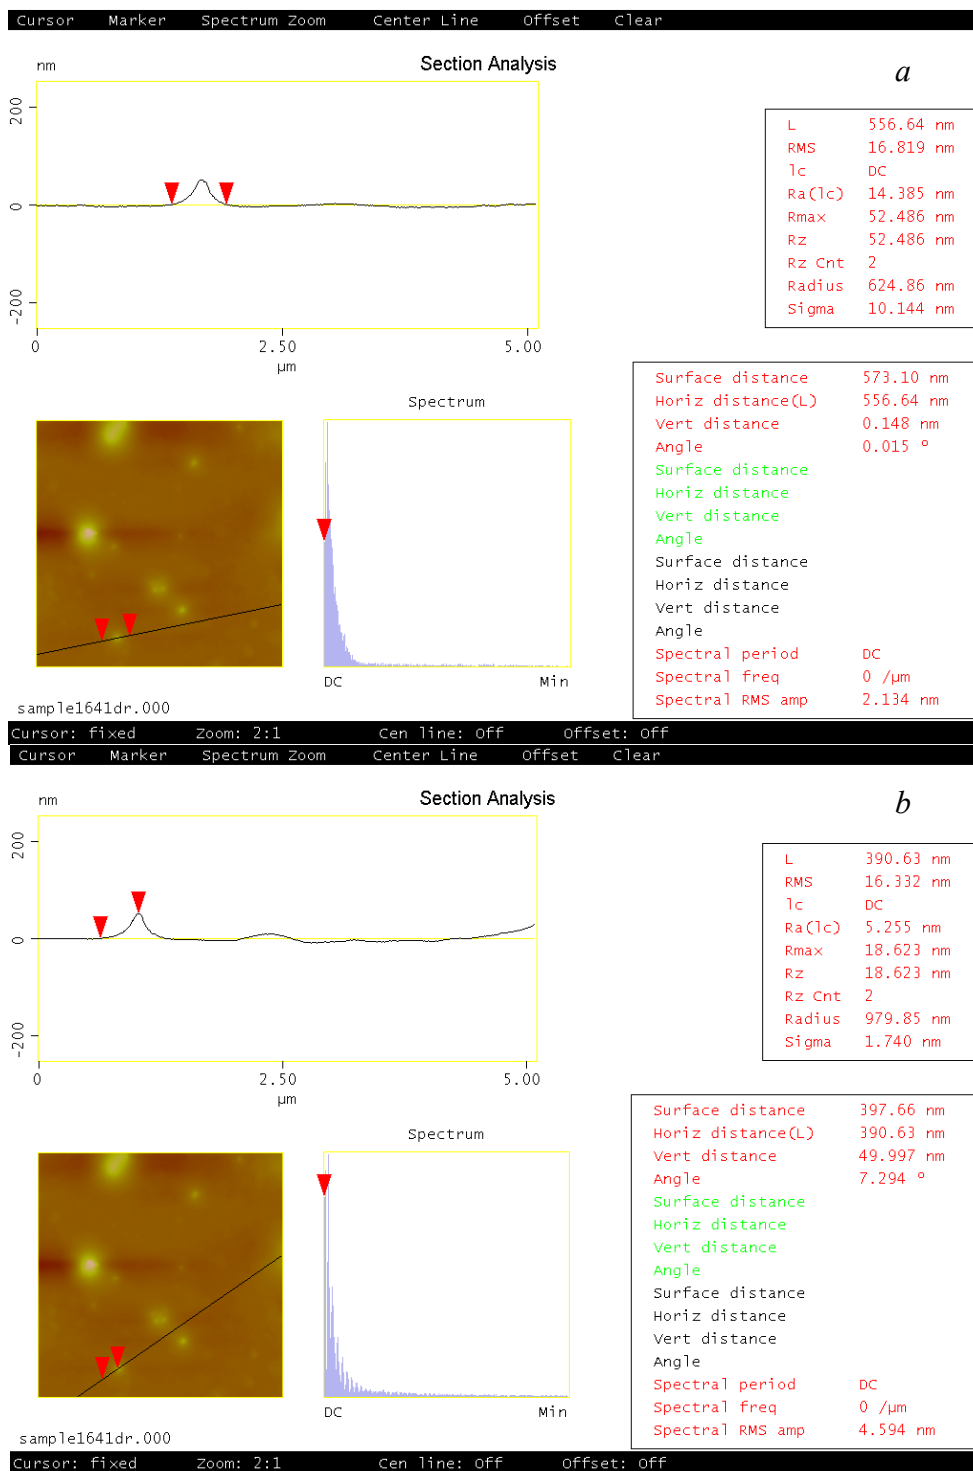 Cursor Marker Spectrum Zoom Center Line Offset Clear
nm Section Analysis a
200
0
-200
0 2.50 5.00
µm
L 556.64 nm
RMS 16.819 nm
lc DC
Ra(lc) 14.385 nm
Rmax 52.486 nm
Rz 52.486 nm
Rz Cnt 2
Radius 624.86 nm
Sigma 10.144 nm
Surface distance 573.10 nm
Horiz distance(L) 556.64 nm
Vert distance 0.148 nm
Angle 0.015 °
Surface distance
Horiz distance
Vert distance
Angle
Surface distance
Horiz distance
Vert distance
Angle
Spectral period DC
Spectral freq 0 /µm
Spectral RMS amp 2.134 nm
Spectrum
DC Min
sample1641dr.000
Cursor: fixed Zoom: 2:1 Cen line: Off Offset: Off
Cursor Marker Spectrum Zoom Center Line Offset Clear
nm Section Analysis b
200
0
-200
0 2.50 5.00
µm
L 390.63 nm
RMS 16.332 nm
lc DC
Ra(lc) 5.255 nm
Rmax 18.623 nm
Rz 18.623 nm
Rz Cnt 2
Radius 979.85 nm
Sigma 1.740 nm
Surface distance 397.66 nm
Horiz distance(L) 390.63 nm
Vert distance 49.997 nm
Angle 7.294 °
Surface distance
Horiz distance
Vert distance
Angle
Surface distance
Horiz distance
Vert distance
Angle
Spectral period DC
Spectral freq 0 /µm
Spectral RMS amp 4.594 nm
Spectrum
DC Min
sample1641dr.000
Cursor: fixed Zoom: 2:1 Cen line: Off Offset: Off